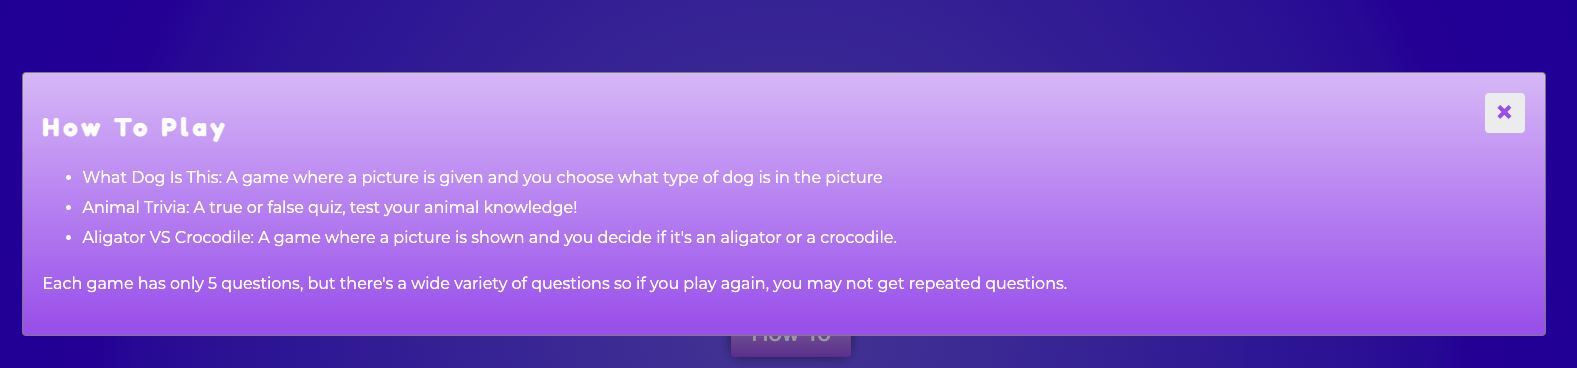 How To Play
What Dog Is This: A game where a picture is given and you choose what type of dog is in the picture
Animal Trivia: A true or false quiz, test your animal knowledge!
Aligator VS Crocodile: A game where a picture is shown and you decide if it's an aligator or a crocodile.
Each game has only 5 questions, but there's a wide variety of questions so if you play again, you may not get repeated questions.
How To